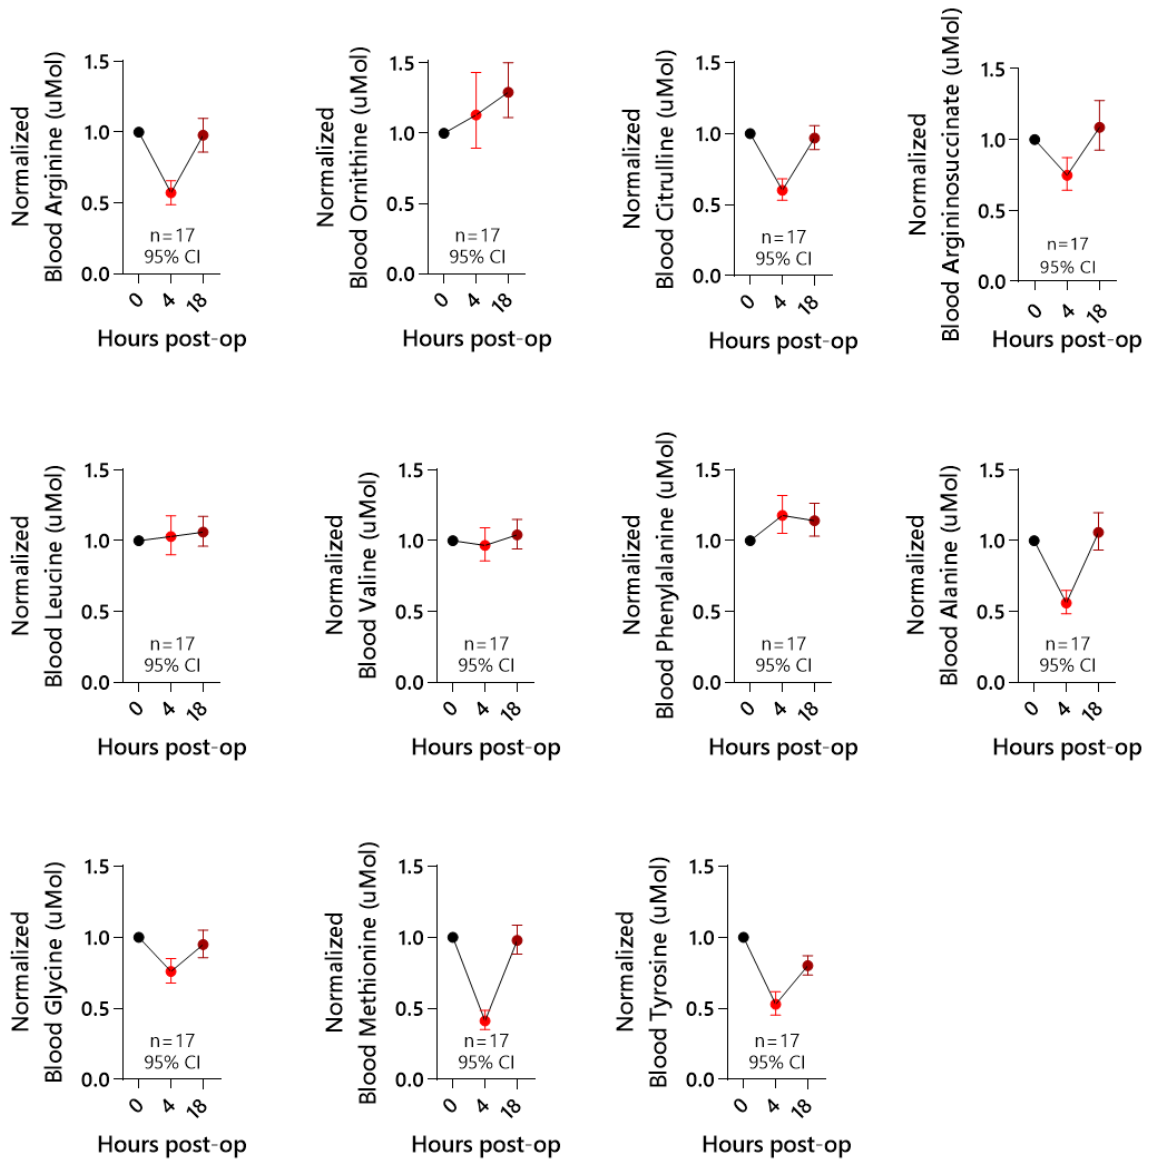 Normalized
Blood Arginine (uMol)
1.5
1.0
0.5
0.0
n=17
95% CI
0
4
18
Hours post-op
Normalized
Blood Ornithine (uMol)
1.5
1.0
0.5
0.0
n=17
95% CI
0
4
18
Hours post-op
Normalized
Blood Citrulline (uMol)
1.5
1.0
0.5
0.0
n=17
95% CI
0
4
18
Hours post-op
Normalized
Blood Argininosuccinate (uMol)
1.5
1.0
0.5
0.0
n=17
95% CI
0
4
18
Hours post-op
Normalized
Blood Leucine (uMol)
1.5
1.0
0.5
0.0
n=17
95% CI
0
4
18
Hours post-op
Normalized
Blood Valine (uMol)
1.5
1.0
0.5
0.0
n=17
95% CI
0
4
18
Hours post-op
Normalized
Blood Phenylalanine (uMol)
1.5
1.0
0.5
0.0
n=17
95% CI
0
4
18
Hours post-op
Normalized
Blood Alanine (uMol)
1.5
1.0
0.5
0.0
n=17
95% CI
0
4
18
Hours post-op
Normalized
Blood Glycine (uMol)
1.5
1.0
0.5
0.0
n=17
95% CI
0
4
18
Hours post-op
Normalized
Blood Methionine (uMol)
1.5
1.0
0.5
0.0
n=17
95% CI
0
4
18
Hours post-op
Normalized
Blood Tyrosine (uMol)
1.5
1.0
0.5
0.0
n=17
95% CI
0
4
18
Hours post-op